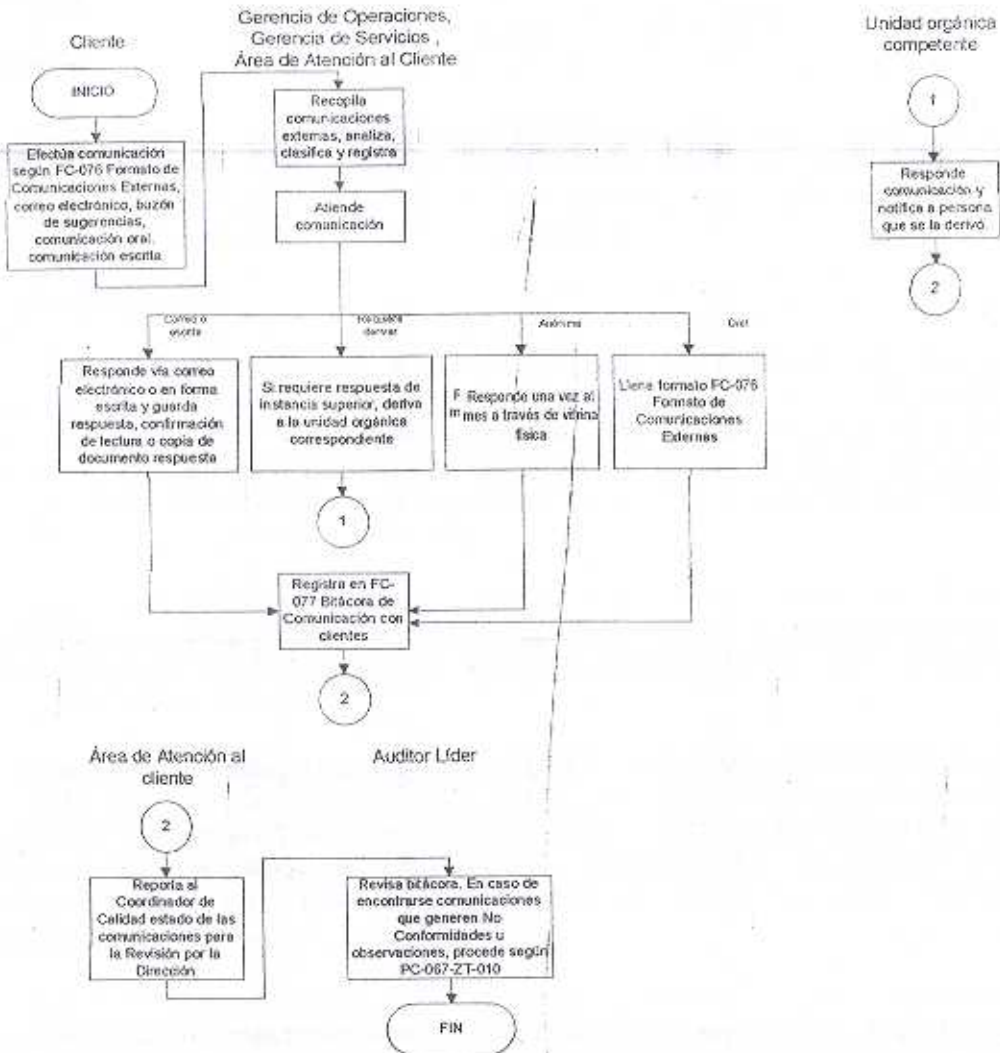 Cliente
Gerencia de Operaciones,
Gerencia de Servicios ,
Área de Atención al Cliente
Unidad orgánica
competente
INICIO
Efectúa comunicación
según FC-076 Formato de
Comunicaciones Externas,
correo electrónico, buzón
de sugerencias,
comunicación oral,
comunicación escrita
Recopila
comunicaciones
externas, analiza,
clasifica y registra
Atiende
comunicación
1
Responde
comunicación y
notifica a persona
que se la derivó.
2
Correo o
escrita
Requiere
derivar
Anónima
Oral
Responde vía correo
electrónico o en forma
escrita y guarda
respuesta, confirmación
de lectura o copia de
documento respuesta
Si requiere respuesta de
instancia superior, deriva
a la unidad orgánica
correspondiente
Responde una vez al
mes a través de vitrina
física
Llena formato FC-076
Formato de
Comunicaciones
Externas
1
Registra en FC-
077 Bitácora de
Comunicación con
clientes
2
Área de Atención al
cliente
Auditor Líder
2
Reporta al
Coordinador de
Calidad estado de las
comunicaciones para
la Revisión por la
Dirección
Revisa bitácora. En caso de
encontrarse comunicaciones
que generen No
Conformidades u
observaciones, procede según
PC-067-ZT-010
FIN